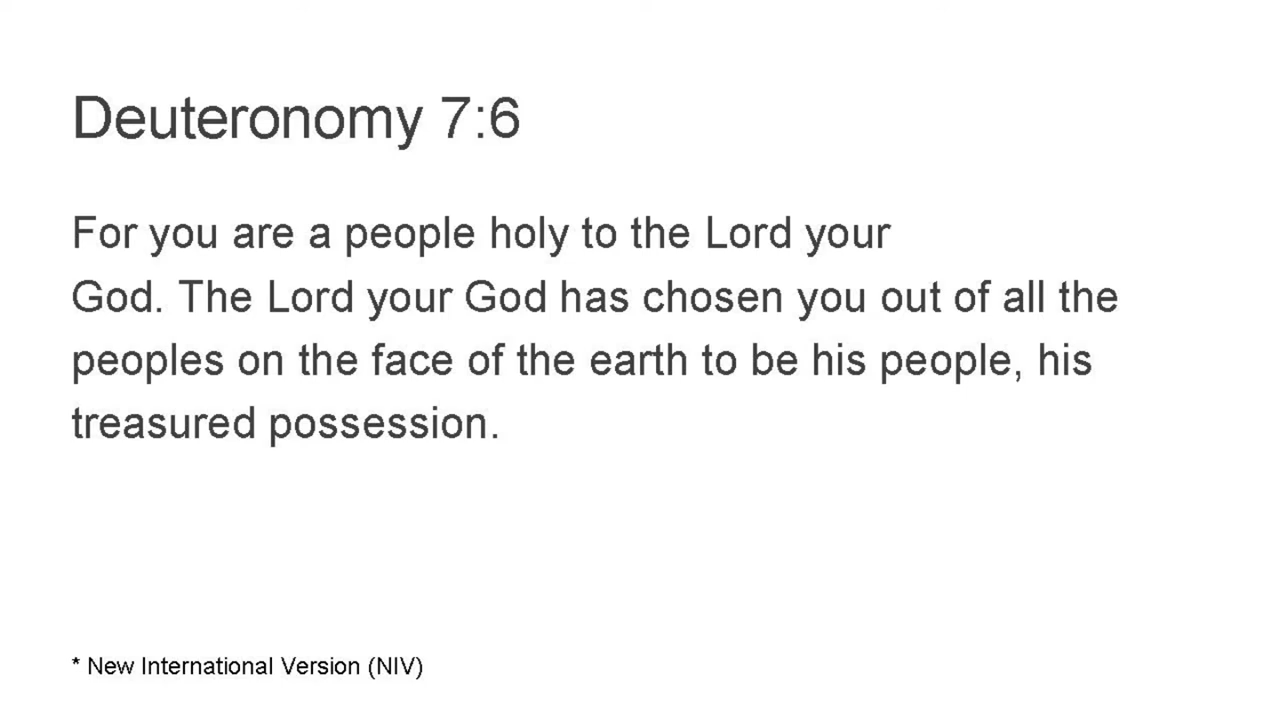 Deuteronomy 7:6
For you are a people holy to the Lord your
God. The Lord your God has chosen you out of all the
peoples on the face of the earth to be his people, his
treasured possession.
* New International Version (NIV)